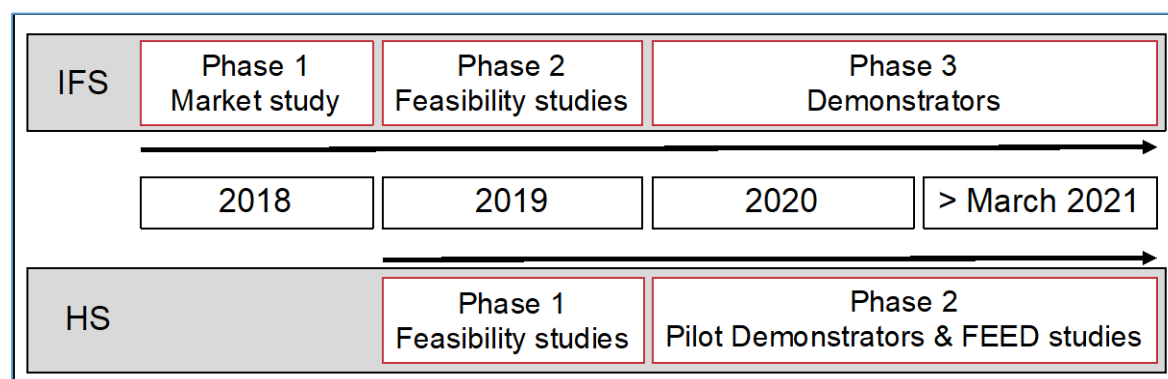 IFS
Phase 1
Market study
Phase 2
Feasibility studies
Phase 3
Demonstrators
2018
2019
2020
> March 2021
HS
Phase 1
Feasibility studies
Phase 2
Pilot Demonstrators & FEED studies